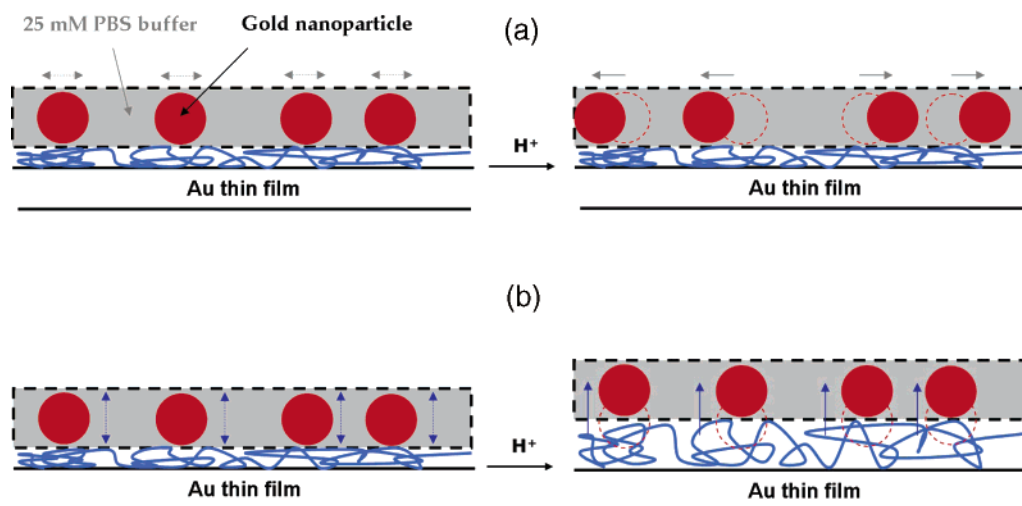 25 mM PBS buffer
Gold nanoparticle
(a)
H⁺
Au thin film
Au thin film
(b)
H⁺
Au thin film
Au thin film